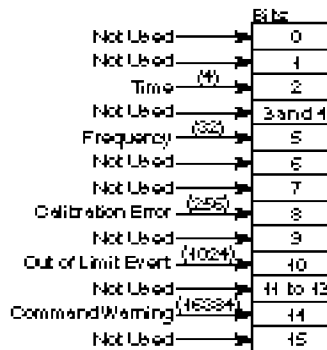 Bits
Not Used 0
Not Used 1
Time (4) 2
Not Used 3 and 4
Frequency (32) 5
Not Used 6
Not Used 7
Calibration Error (256) 8
Not Used 9
Out of Limit Event (1024) 10
Not Used 11 to 13
Command Warning (16384) 14
Not Used 15